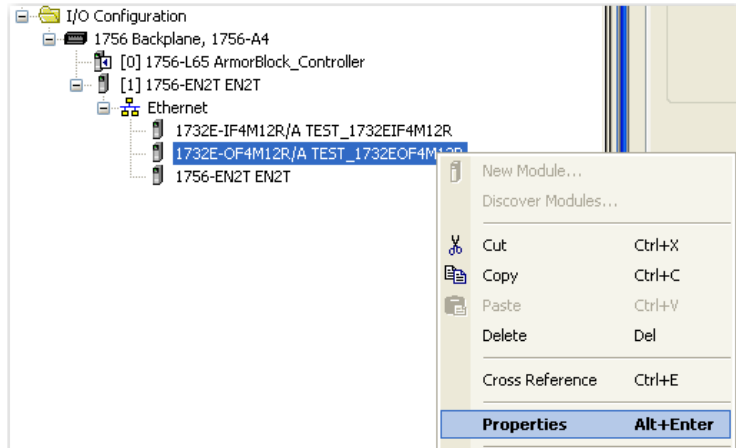 I/O Configuration
1756 Backplane, 1756-A4
[0] 1756-L65 ArmorBlock_Controller
[1] 1756-EN2T EN2T
Ethernet
1732E-IF4M12R/A TEST_1732EIF4M12R
1732E-OF4M12R/A TEST_1732EOF4M12R
1756-EN2T EN2T
New Module...
Discover Modules...
Cut Ctrl+X
Copy Ctrl+C
Paste Ctrl+V
Delete Del
Cross Reference Ctrl+E
Properties Alt+Enter